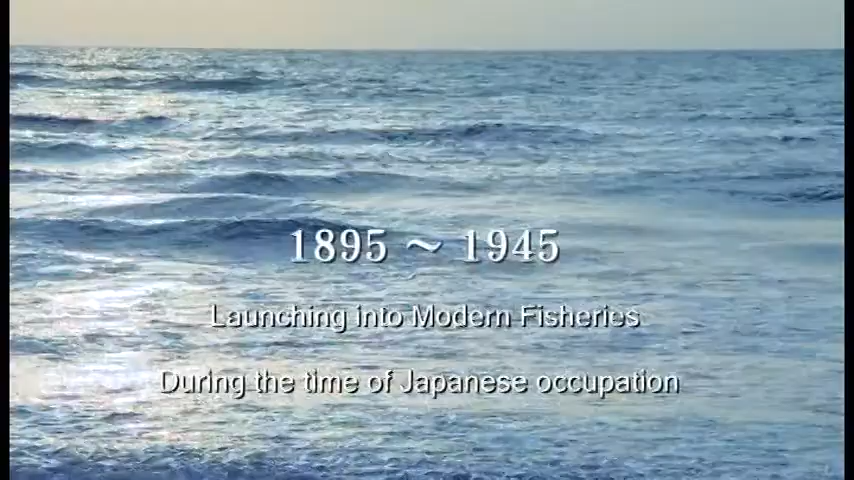 1895 ～ 1945
Launching into Modern Fisheries
During the time of Japanese occupation